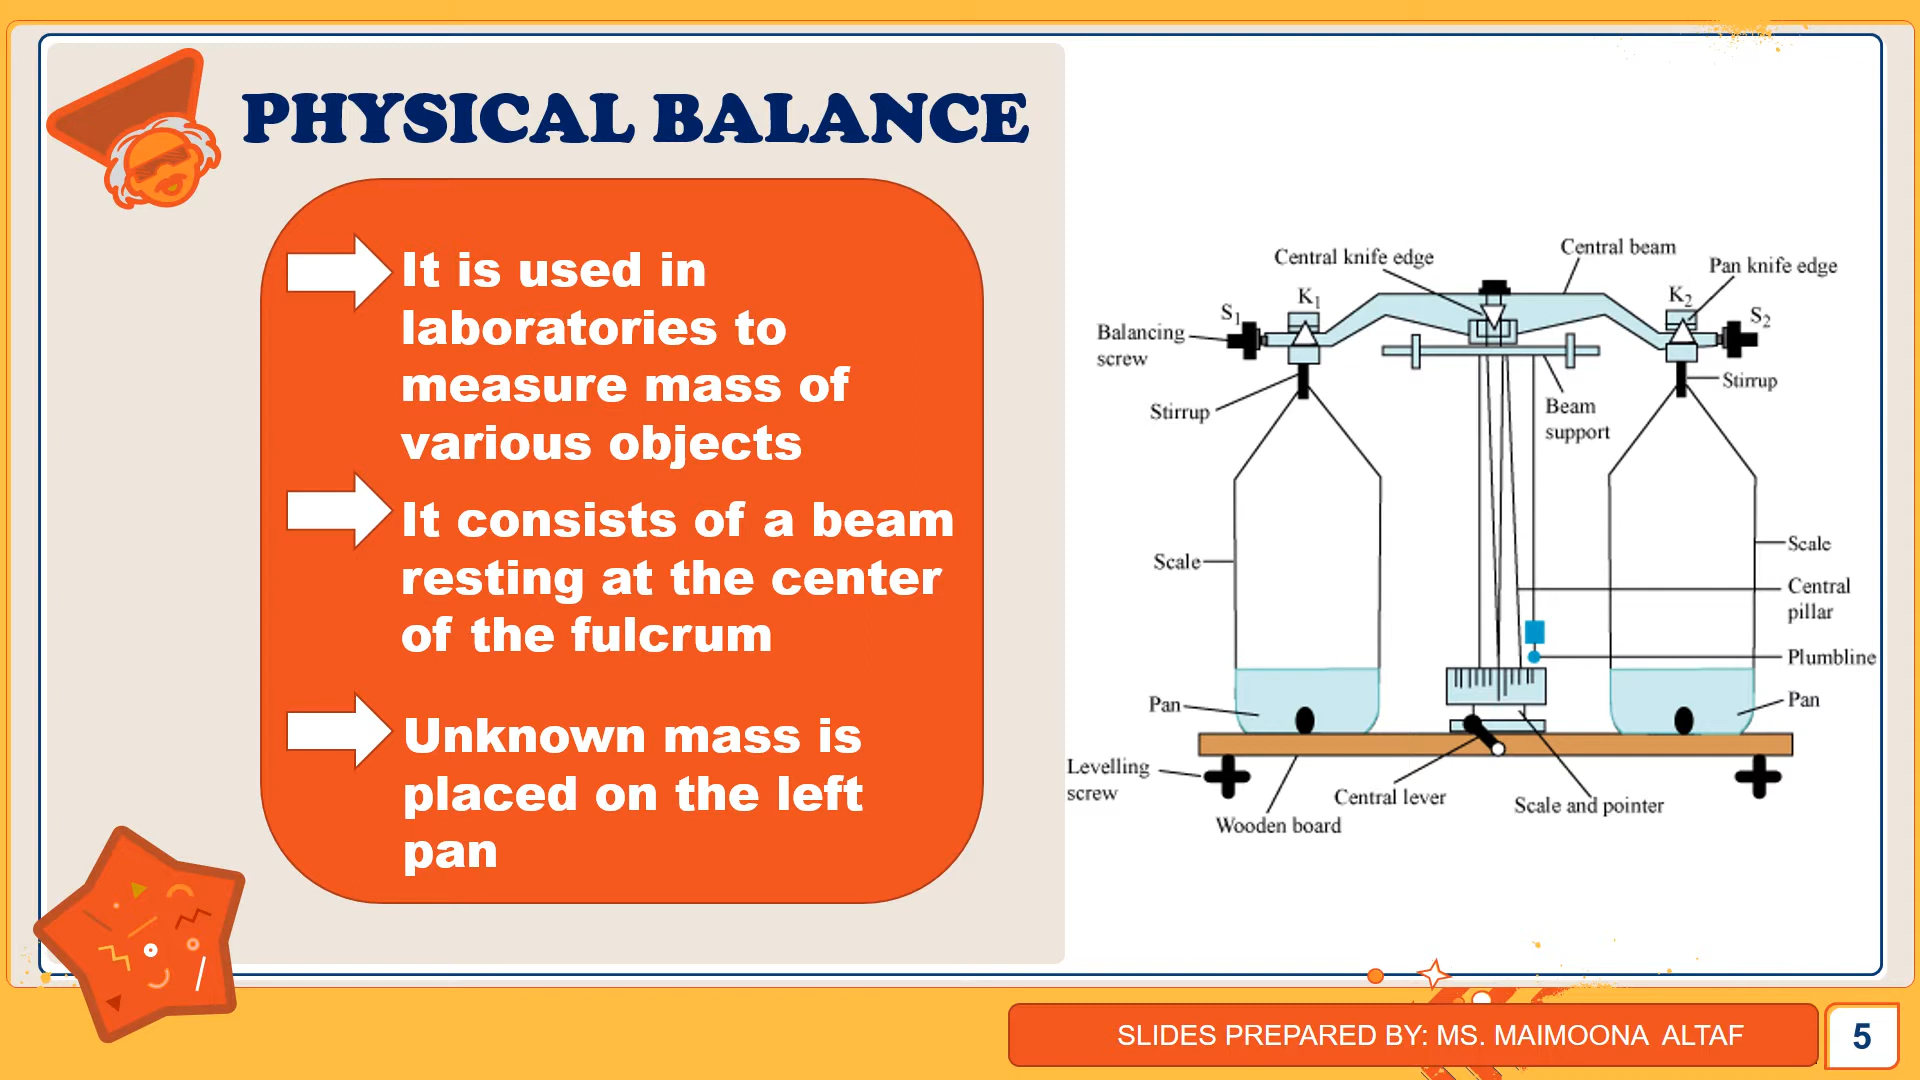 PHYSICAL BALANCE
It is used in
laboratories to
measure mass of
various objects
It consists of a beam
resting at the center
of the fulcrum
Unknown mass is
placed on the left
pan
Central knife edge
Central beam
Pan knife edge
S1
K1
K2
S2
Balancing
screw
Stirrup
Stirrup
Beam
support
Scale
Scale
Central
pillar
Plumbline
Pan
Pan
Levelling
screw
Central lever
Scale and pointer
Wooden board
SLIDES PREPARED BY: MS. MAIMOONA ALTAF
5